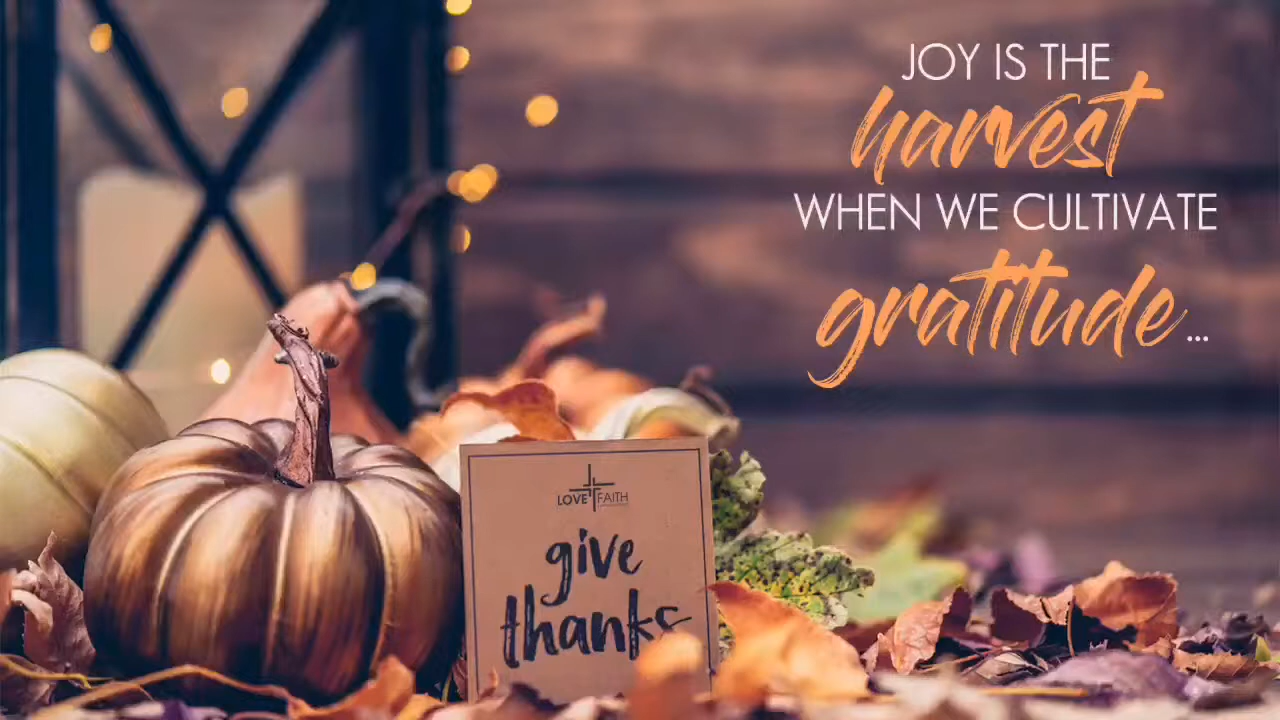 JOY IS THE
harvest
WHEN WE CULTIVATE
gratitude...
LOVE FAITH
give
thanks